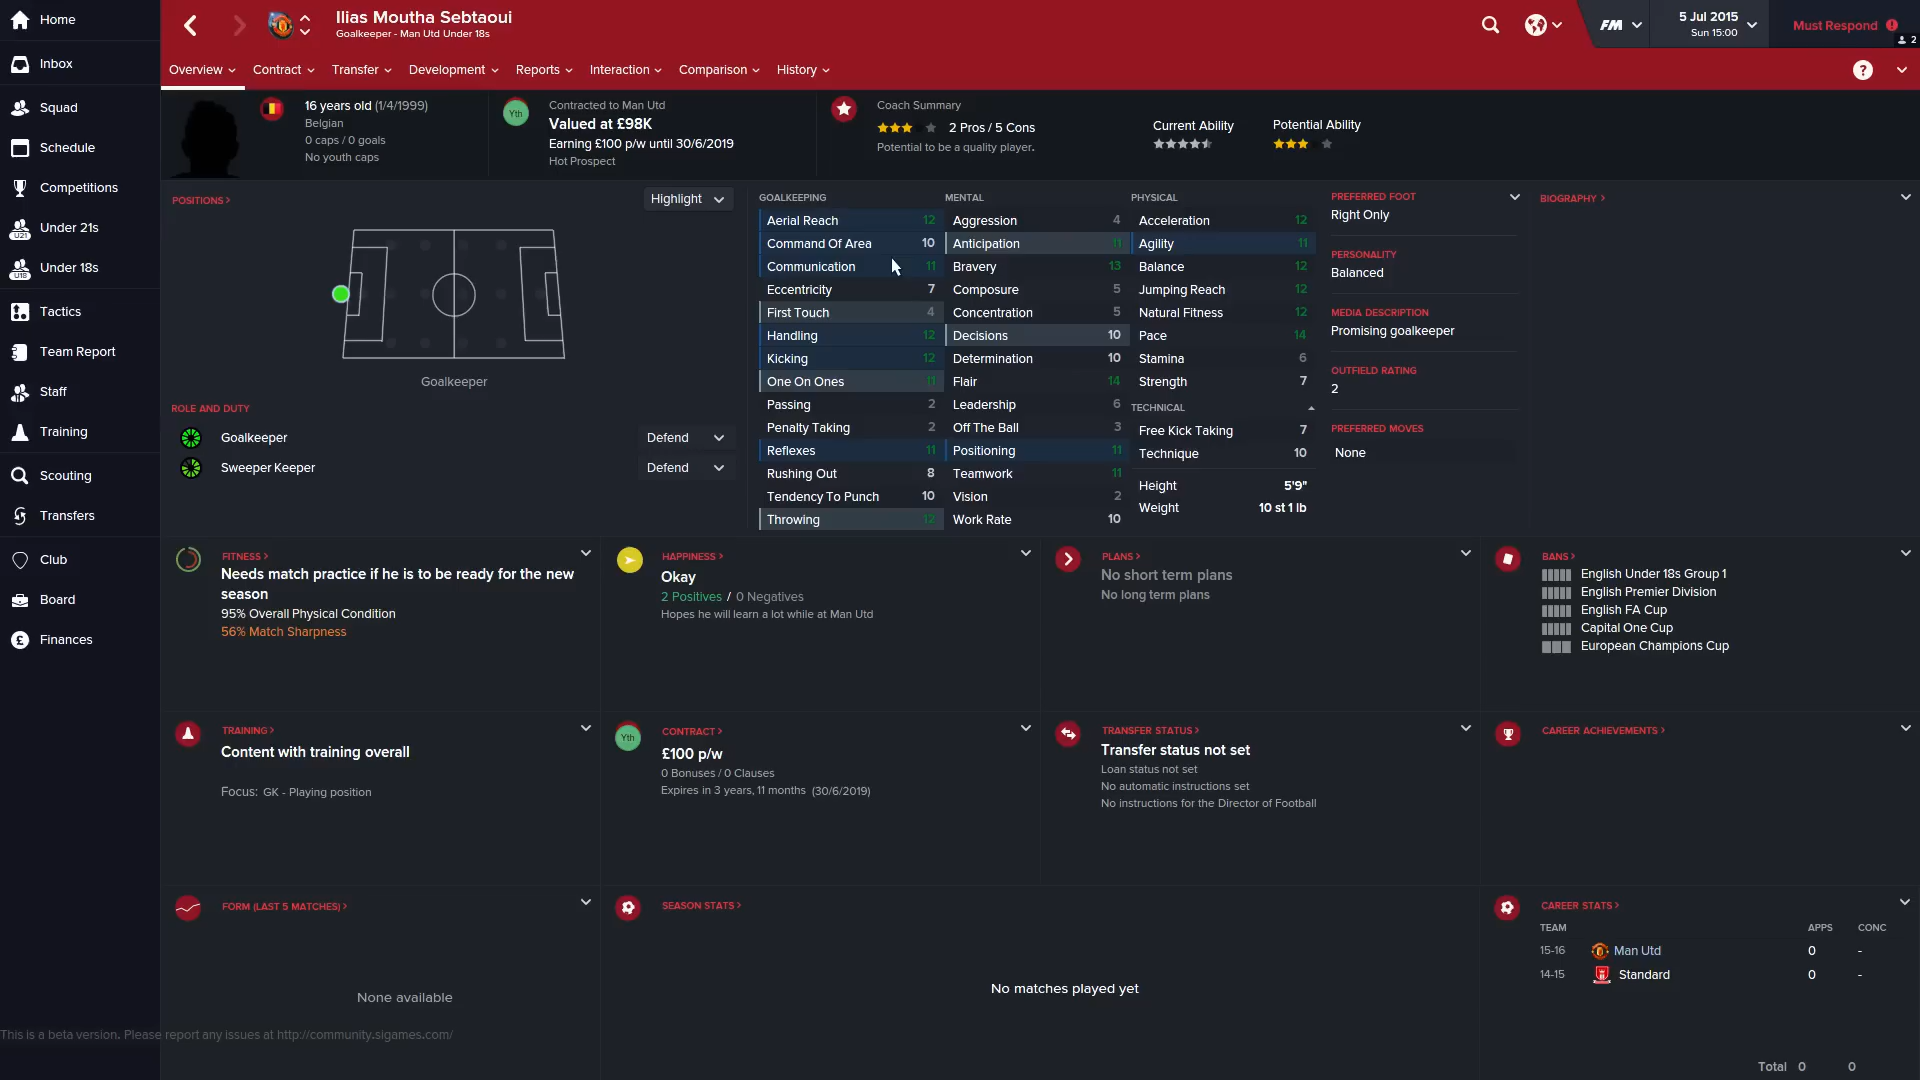 Home
Inbox
Squad
Schedule
Competitions
Under 21s
Under 18s
Tactics
Team Report
Staff
Training
Scouting
Transfers
Club
Board
Finances
Ilias Moutha Sebtaoui
Goalkeeper - Man Utd Under 18s
FM
5 Jul 2015
Sun 15:00
Must Respond
2
Overview Contract Transfer Development Reports Interaction Comparison History
?
16 years old (1/4/1999)
Belgian
0 caps / 0 goals
No youth caps
Yth
Contracted to Man Utd
Valued at £98K
Earning £100 p/w until 30/6/2019
Hot Prospect
Coach Summary
2 Pros / 5 Cons
Potential to be a quality player.
Current Ability
Potential Ability
POSITIONS >
Highlight
Goalkeeper
ROLE AND DUTY
Goalkeeper Defend
Sweeper Keeper Defend
GOALKEEPING
Aerial Reach 12
Command Of Area 10
Communication 11
Eccentricity 7
First Touch 4
Handling 12
Kicking 12
One On Ones 11
Passing 2
Penalty Taking 2
Reflexes 11
Rushing Out 8
Tendency To Punch 10
Throwing 12
MENTAL
Aggression 4
Anticipation 11
Bravery 13
Composure 5
Concentration 5
Decisions 10
Determination 10
Flair 14
Leadership 6
Off The Ball 3
Positioning 11
Teamwork 11
Vision 2
Work Rate 10
PHYSICAL
Acceleration 12
Agility 11
Balance 12
Jumping Reach 12
Natural Fitness 12
Pace 14
Stamina 6
Strength 7
TECHNICAL
Free Kick Taking 7
Technique 10
Height 5'9"
Weight 10 st 1 lb
PREFERRED FOOT
Right Only
PERSONALITY
Balanced
MEDIA DESCRIPTION
Promising goalkeeper
OUTFIELD RATING
2
PREFERRED MOVES
None
BIOGRAPHY >
FITNESS >
Needs match practice if he is to be ready for the new
season
95% Overall Physical Condition
56% Match Sharpness
HAPPINESS >
Okay
2 Positives / 0 Negatives
Hopes he will learn a lot while at Man Utd
PLANS >
No short term plans
No long term plans
BANS >
English Under 18s Group 1
English Premier Division
English FA Cup
Capital One Cup
European Champions Cup
TRAINING >
Content with training overall
Focus: GK - Playing position
Yth
CONTRACT >
£100 p/w
0 Bonuses / 0 Clauses
Expires in 3 years, 11 months (30/6/2019)
TRANSFER STATUS >
Transfer status not set
Loan status not set
No automatic instructions set
No instructions for the Director of Football
CAREER ACHIEVEMENTS >
FORM (LAST 5 MATCHES) >
None available
SEASON STATS >
No matches played yet
CAREER STATS >
TEAM APPS CONC
15-16 Man Utd 0 -
14-15 Standard 0 -
Total 0 0
This is a beta version. Please report any issues at http://community.sigames.com/